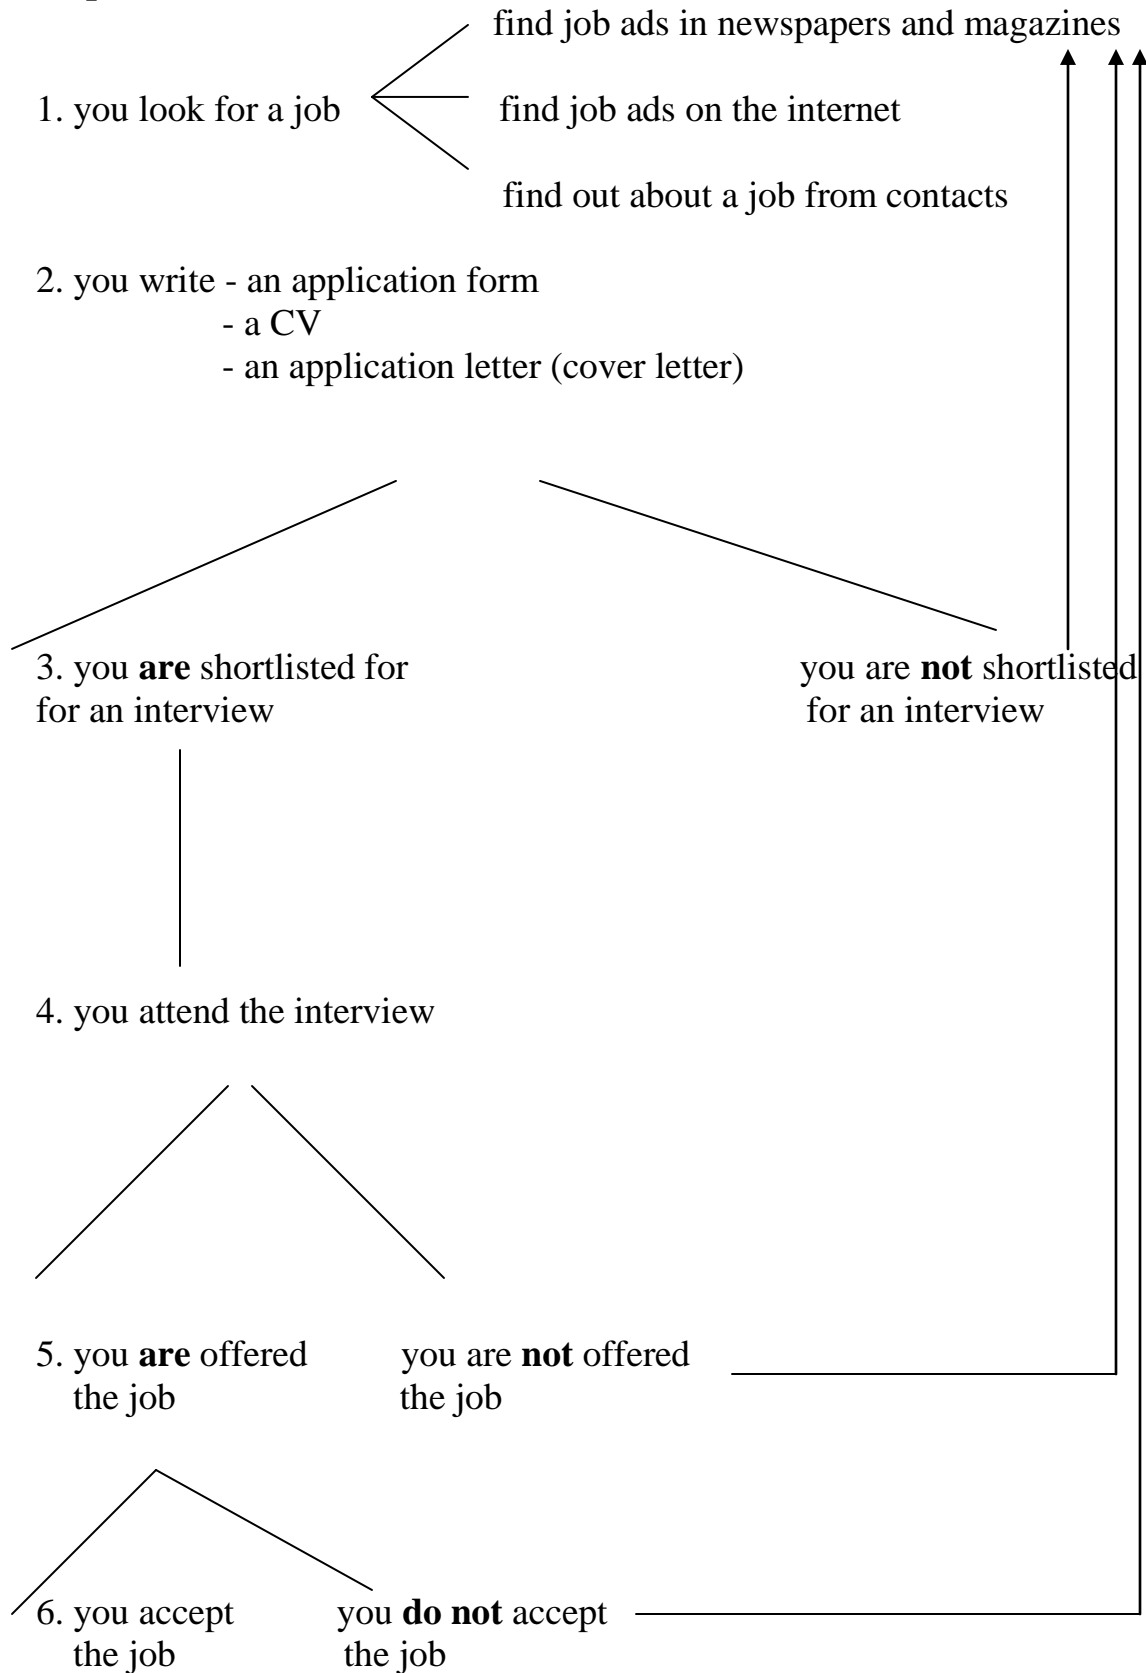 find job ads in newspapers and magazines
1. you look for a job find job ads on the internet
find out about a job from contacts
2. you write - an application form
- a CV
- an application letter (cover letter)
3. you are shortlisted for you are not shortlisted
for an interview for an interview
4. you attend the interview
5. you are offered you are not offered
the job the job
6. you accept you do not accept
the job the job